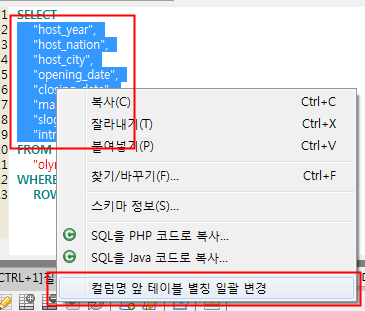 1 SELECT
2 "host_year",
3 "host_nation",
4 "host_city",
5 "opening_date",
6 "closing_date",
7 "ma
8 "slog
9 "intr
10 FROM
11 "olyn
12 WHERE
13 ROW
복사(C) Ctrl+C
잘라내기(T) Ctrl+X
붙여넣기(P) Ctrl+V
찾기/바꾸기(F)... Ctrl+F
스키마 정보(S)...
SQL을 PHP 코드로 복사...
SQL을 Java 코드로 복사...
컬럼명 앞 테이블 별칭 일괄 변경
CTRL+1]질